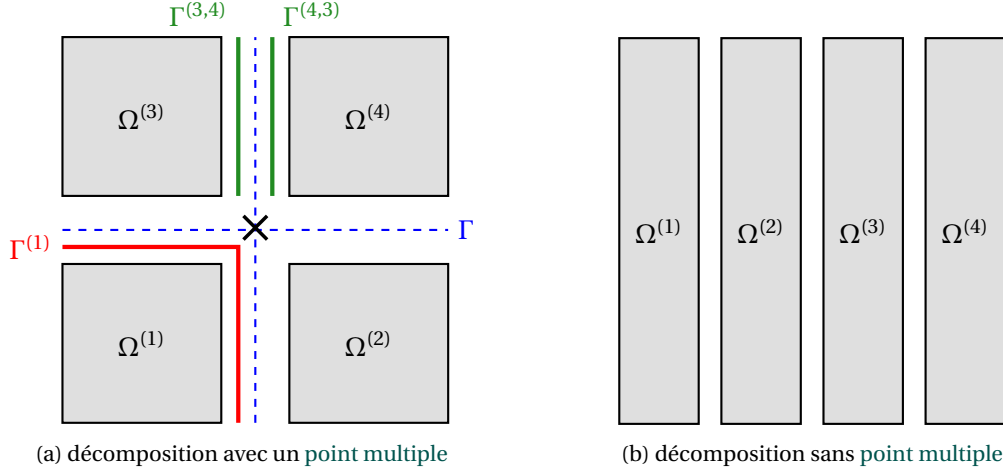 Γ^(3,4) Γ^(4,3)
Ω^(3) Ω^(4)
Γ
Γ^(1)
Ω^(1) Ω^(2)
(a) décomposition avec un point multiple
Ω^(1) Ω^(2) Ω^(3) Ω^(4)
(b) décomposition sans point multiple